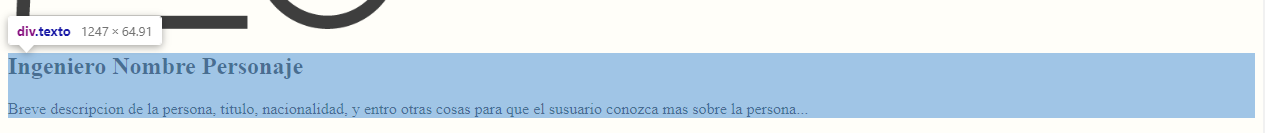 div.texto 1247 × 64.91
Ingeniero Nombre Personaje
Breve descripcion de la persona, titulo, nacionalidad, y entro otras cosas para que el susuario conozca mas sobre la persona...